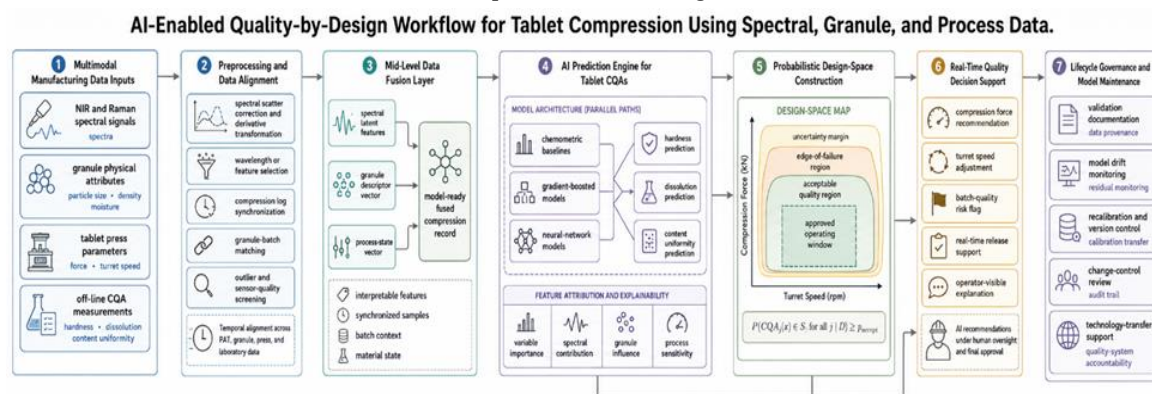 AI-Enabled Quality-by-Design Workflow for Tablet Compression Using Spectral, Granule, and Process Data.
1
Multimodal
Manufacturing Data Inputs
NIR and Raman
spectral signals
spectra
granule physical
attributes
particle size • density
moisture
tablet press
parameters
force • turret speed
off-line CQA
measurements
hardness • dissolution
content uniformity
2
Preprocessing and
Data Alignment
spectral scatter
correction and
derivative
transformation
wavelength or
feature selection
compression log
synchronization
granule-batch
matching
outlier and
sensor-quality
screening
Temporal alignment across
PAT, granule, press, and
laboratory data
3
Mid-Level Data
Fusion Layer
spectral
latent
features
granule
descriptor
vector
process-state
vector
model-ready
fused
compression
record
interpretable features
synchronized samples
batch context
material state
4
AI Prediction Engine for
Tablet CQAs
MODEL ARCHITECTURE (PARALLEL PATHS)
chemometric
baselines
gradient-boosted
models
neural-network
models
hardness
prediction
dissolution
prediction
content
uniformity
prediction
FEATURE ATTRIBUTION AND EXPLAINABILITY
variable
importance
spectral
contribution
granule
influence
process
sensitivity
5
Probabilistic Design-Space
Construction
DESIGN-SPACE MAP
Compression Force (KN)
uncertainty margin
edge-of-failure
region
acceptable
quality region
approved
operating
window
Turret Speed (rpm)
6
Real-Time Quality
Decision Support
compression force
recommendation
turret speed
adjustment
batch-quality
risk flag
real-time release
support
operator-visible
explanation
AI recommendations
under human oversight
and final approval
7
Lifecycle Governance and
Model Maintenance
validation
documentation
data provenance
model drift
monitoring
residual monitoring
recalibration and
version control
calibration transfer
change-control
review
audit trail
technology-transfer
support
quality-system
accountability